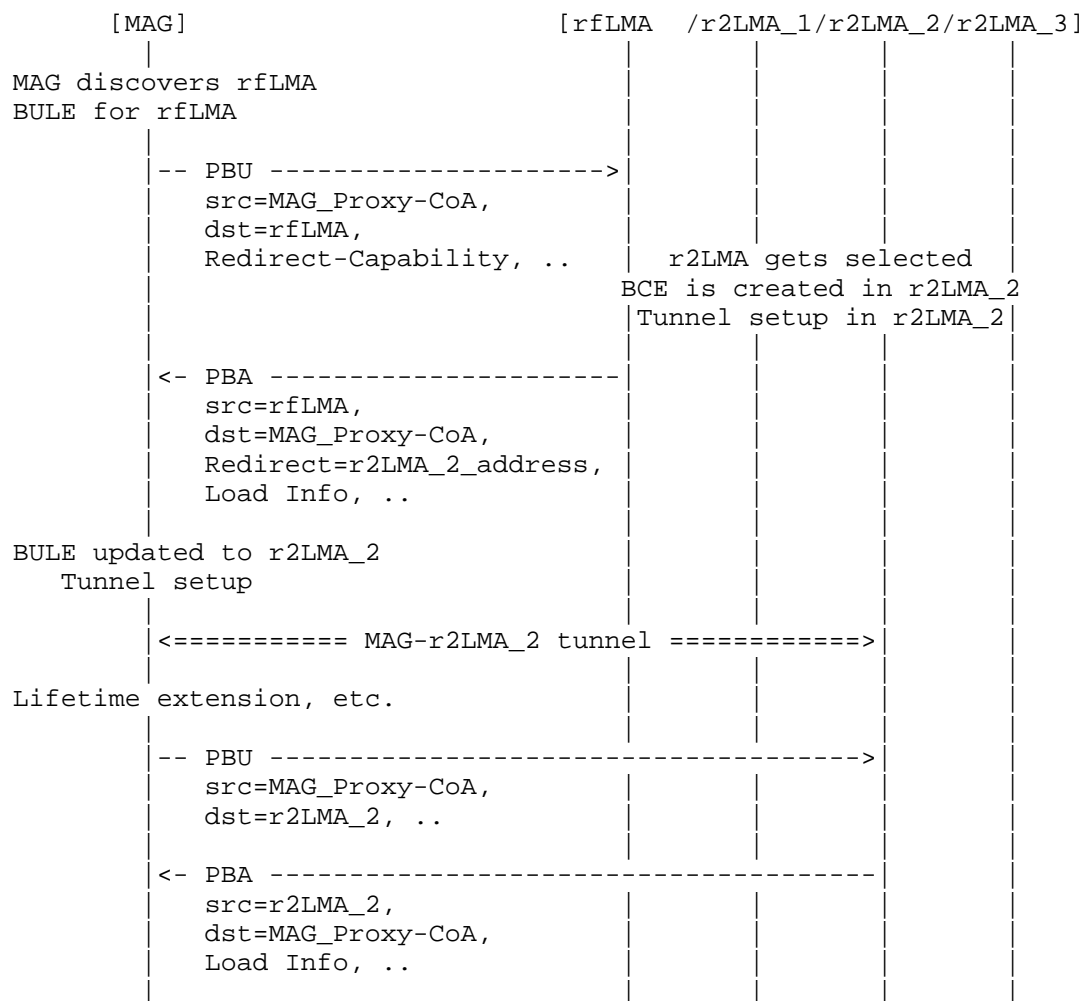 [MAG] [rfLMA /r2LMA_1/r2LMA_2/r2LMA_3]
MAG discovers rfLMA
BULE for rfLMA
|-- PBU --------------------->|
src=MAG_Proxy-CoA,
dst=rfLMA,
Redirect-Capability, .. r2LMA gets selected
BCE is created in r2LMA_2
Tunnel setup in r2LMA_2
|<- PBA ----------------------|
src=rfLMA,
dst=MAG_Proxy-CoA,
Redirect=r2LMA_2_address,
Load Info, ..
BULE updated to r2LMA_2
Tunnel setup
|<=========== MAG-r2LMA_2 tunnel ============>|
Lifetime extension, etc.
|-- PBU ------------------------------------->|
src=MAG_Proxy-CoA,
dst=r2LMA_2, ..
|<- PBA --------------------------------------|
src=r2LMA_2,
dst=MAG_Proxy-CoA,
Load Info, ..